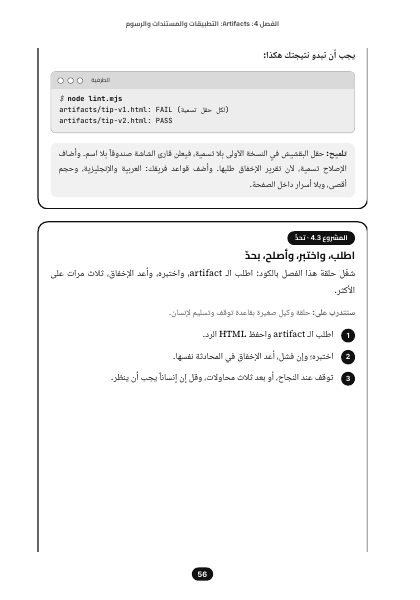 الفصل 4: Artifacts: التطبيقات والمستندات والرسوم
يجب أن تبدو نتيجتك هكذا:
الطرفية
$ node lint.mjs
artifacts/tip-v1.html: FAIL (لكل حقل تسمية)
artifacts/tip-v2.html: PASS
تلميح: حقل البقشيش في النسخة الأولى بلا تسمية، فيعلن قارئ الشاشة صندوقاً بلا اسم. وأضاف
الإصلاح تسمية، لأن تقرير الإخفاق طلبها. وأضف قواعد فريقك: العربية والإنجليزية، وحجم
أقصى، وبلا أسرار داخل الصفحة.
المشروع 4.3 · تحدٍّ
اطلب، واختبر، وأصلح، بحدّ
شغّل حلقة هذا الفصل بالكود: اطلب الـ artifact، واختبره، وأعد الإخفاق، ثلاث مرات على
الأكثر.
ستتدرب على: حلقة وكيل صغيرة بقاعدة توقف وتسليم لإنسان.
1 اطلب الـ artifact واحفظ HTML الرد.
2 اختبره؛ وإن فشل، أعد الإخفاق في المحادثة نفسها.
3 توقف عند النجاح، أو بعد ثلاث محاولات، وقل إن إنساناً يجب أن ينظر.
56